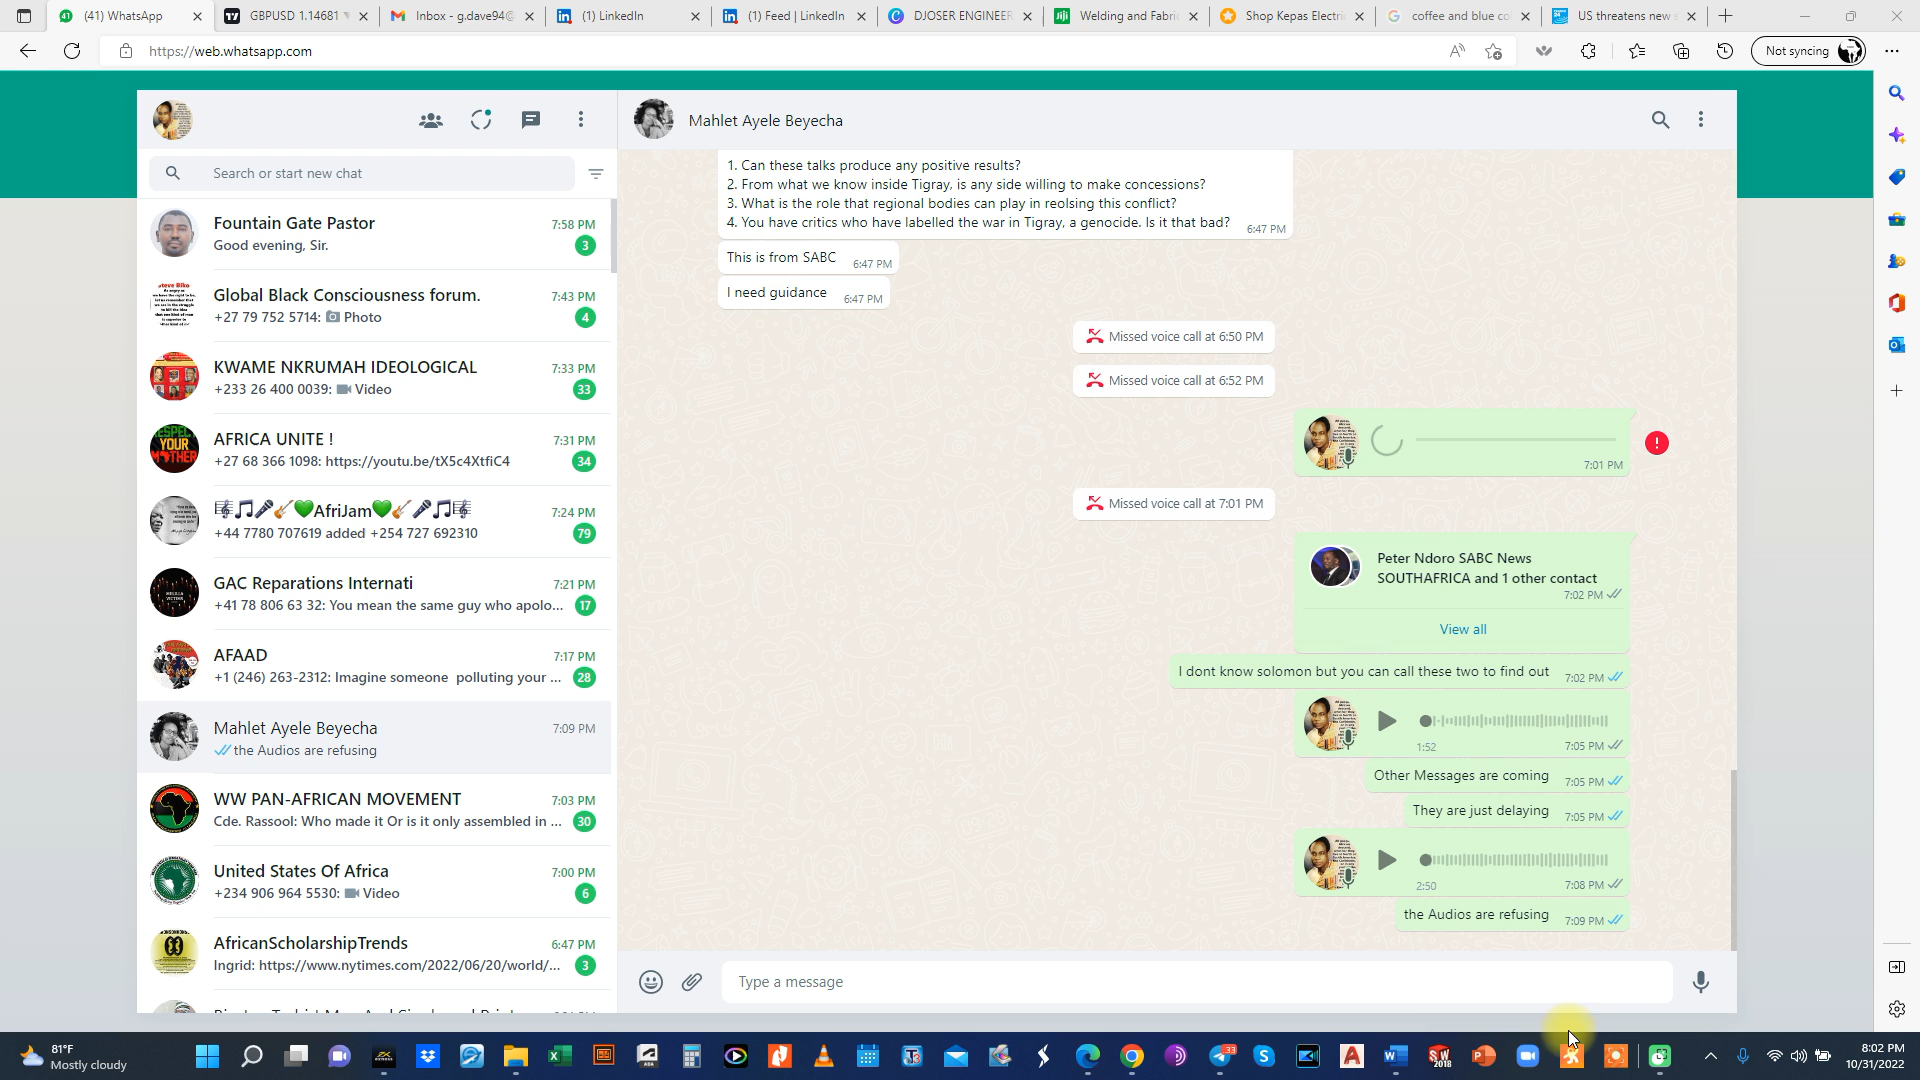 (41) WhatsApp
GBPUSD 1.14681
Inbox - g.dave94@
(1) LinkedIn
(1) Feed | LinkedIn
DJOSER ENGINEER
Welding and Fabri
Shop Kepas Electri
coffee and blue co
US threatens new s
https://web.whatsapp.com
Not syncing
Search or start new chat
Fountain Gate Pastor
7:58 PM
Good evening, Sir.
3
Global Black Consciousness forum.
7:43 PM
+27 79 752 5714: Photo
4
KWAME NKRUMAH IDEOLOGICAL
7:33 PM
+233 26 400 0039: Video
33
AFRICA UNITE !
7:31 PM
+27 68 366 1098: https://youtu.be/tX5c4XtfiC4
34
🎼🎵🎤🎸💚AfriJam💚🎸🎤🎵🎼
7:24 PM
+44 7780 707619 added +254 727 692310
79
GAC Reparations Internati
7:21 PM
+41 78 806 63 32: You mean the same guy who apolo...
17
AFAAD
7:17 PM
+1 (246) 263-2312: Imagine someone polluting your ...
28
Mahlet Ayele Beyecha
7:09 PM
the Audios are refusing
WW PAN-AFRICAN MOVEMENT
7:03 PM
Cde. Rassool: Who made it Or is it only assembled in ...
30
United States Of Africa
7:00 PM
+234 906 964 5530: Video
6
AfricanScholarshipTrends
6:47 PM
Ingrid: https://www.nytimes.com/2022/06/20/world/...
3
Mahlet Ayele Beyecha
1. Can these talks produce any positive results?
2. From what we know inside Tigray, is any side willing to make concessions?
3. What is the role that regional bodies can play in reolsing this conflict?
4. You have critics who have labelled the war in Tigray, a genocide. Is it that bad?
6:47 PM
This is from SABC
6:47 PM
I need guidance
6:47 PM
Missed voice call at 6:50 PM
Missed voice call at 6:52 PM
7:01 PM
Missed voice call at 7:01 PM
Peter Ndoro SABC News
SOUTHAFRICA and 1 other contact
7:02 PM
View all
I dont know solomon but you can call these two to find out
7:02 PM
1:52
7:05 PM
Other Messages are coming
7:05 PM
They are just delaying
7:05 PM
2:50
7:08 PM
the Audios are refusing
7:09 PM
Type a message
81°F
Mostly cloudy
33
8:02 PM
10/31/2022